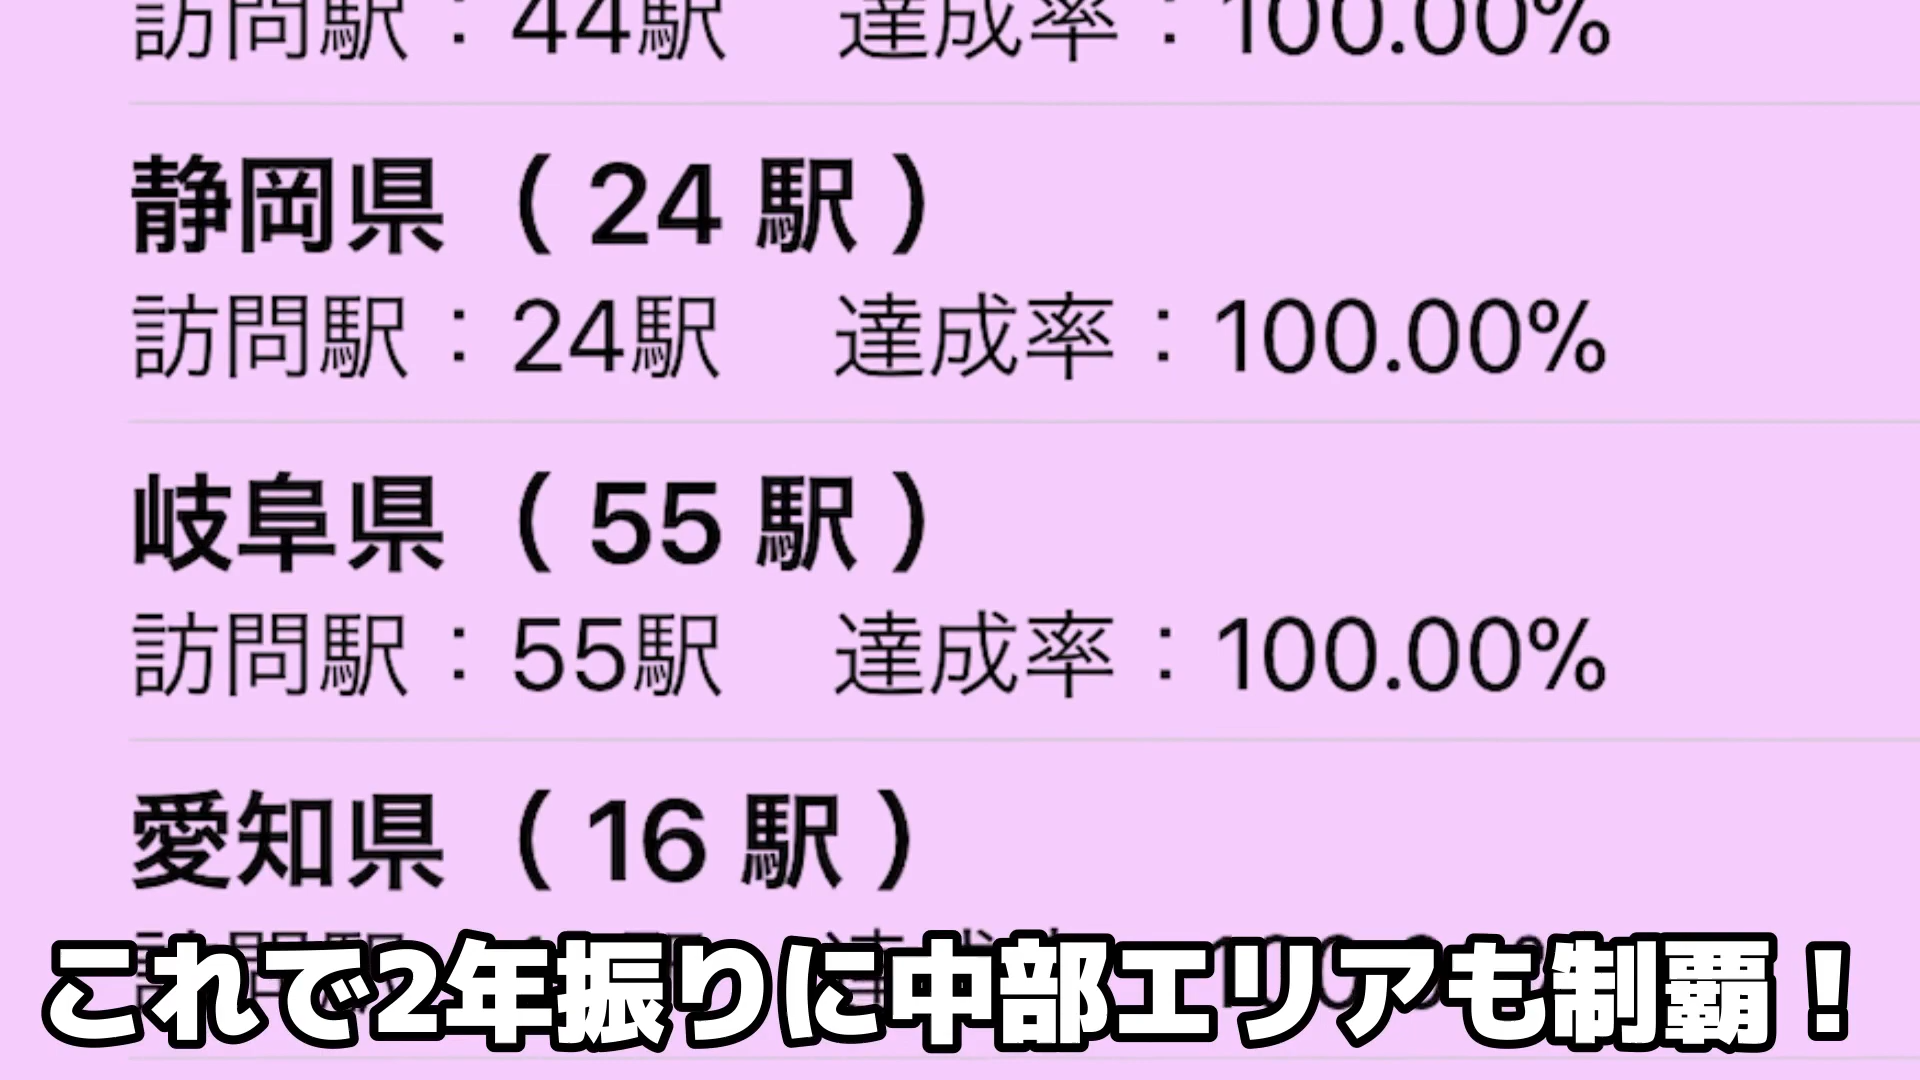 訪問駅：44駅　達成率：100.00%
静岡県（ 24 駅 ）
訪問駅：24駅　達成率：100.00%
岐阜県（ 55 駅 ）
訪問駅：55駅　達成率：100.00%
愛知県（ 16 駅 ）
これで2年振りに中部エリアも制覇！